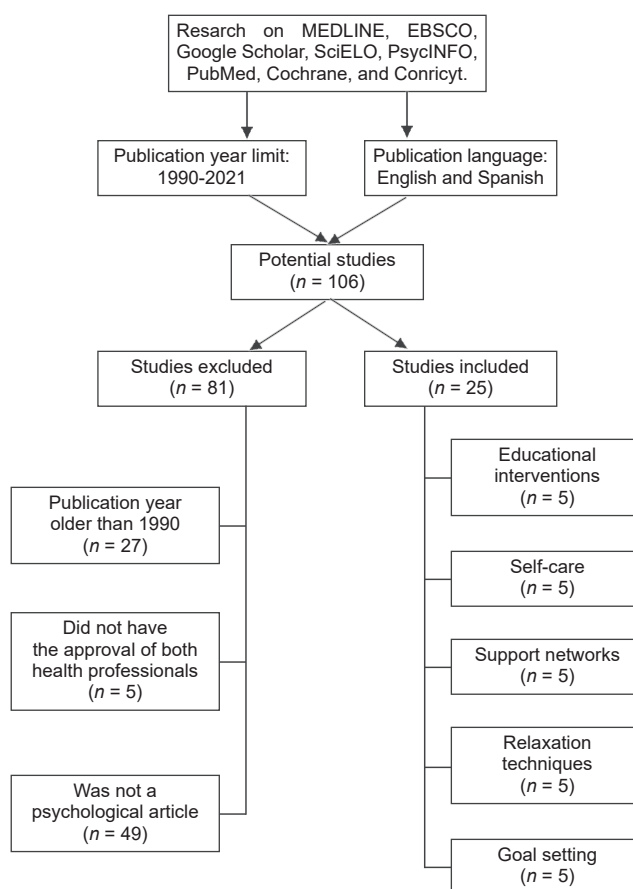 Resarch on MEDLINE, EBSCO,
Google Scholar, SciELO, PsycINFO,
PubMed, Cochrane, and Conricyt.
Publication year limit:
1990-2021
Publication language:
English and Spanish
Potential studies
(n = 106)
Studies excluded
(n = 81)
Studies included
(n = 25)
Publication year
older than 1990
(n = 27)
Did not have
the approval of both
health professionals
(n = 5)
Was not a
psychological article
(n = 49)
Educational
interventions
(n = 5)
Self-care
(n = 5)
Support networks
(n = 5)
Relaxation
techniques
(n = 5)
Goal setting
(n = 5)